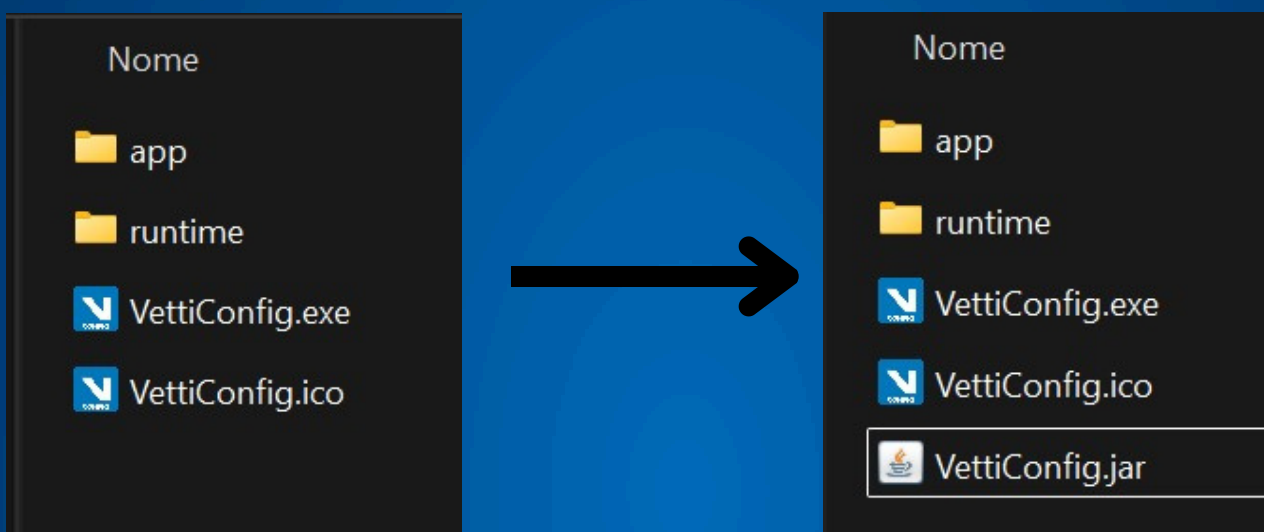 Nome
app
runtime
VettiConfig.exe
VettiConfig.ico
Nome
app
runtime
VettiConfig.exe
VettiConfig.ico
VettiConfig.jar